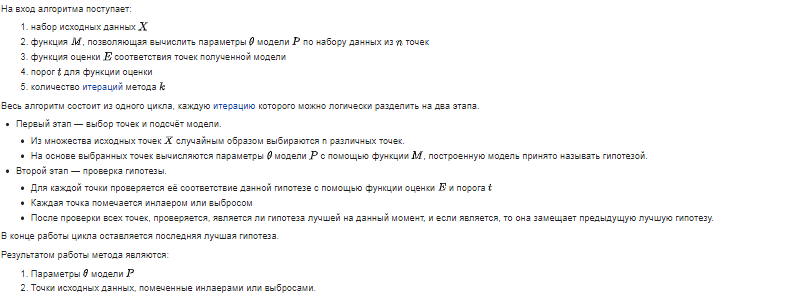 На вход алгоритма поступает:
1. набор исходных данных X
2. функция M, позволяющая вычислить параметры θ модели P по набору данных из n точек
3. функция оценки E соответствия точек полученной модели
4. порог t для функции оценки
5. количество итераций метода k
Весь алгоритм состоит из одного цикла, каждую итерацию которого можно логически разделить на два этапа.
• Первый этап — выбор точек и подсчёт модели.
• Из множества исходных точек X случайным образом выбираются n различных точек.
• На основе выбранных точек вычисляются параметры θ модели P с помощью функции M, построенную модель принято называть гипотезой.
• Второй этап — проверка гипотезы.
• Для каждой точки проверяется её соответствие данной гипотезе с помощью функции оценки E и порога t
• Каждая точка помечается инлаером или выбросом
• После проверки всех точек, проверяется, является ли гипотеза лучшей на данный момент, и если является, то она замещает предыдущую лучшую гипотезу.
В конце работы цикла оставляется последняя лучшая гипотеза.
Результатом работы метода являются:
1. Параметры θ модели P
2. Точки исходных данных, помеченные инлаерами или выбросами.